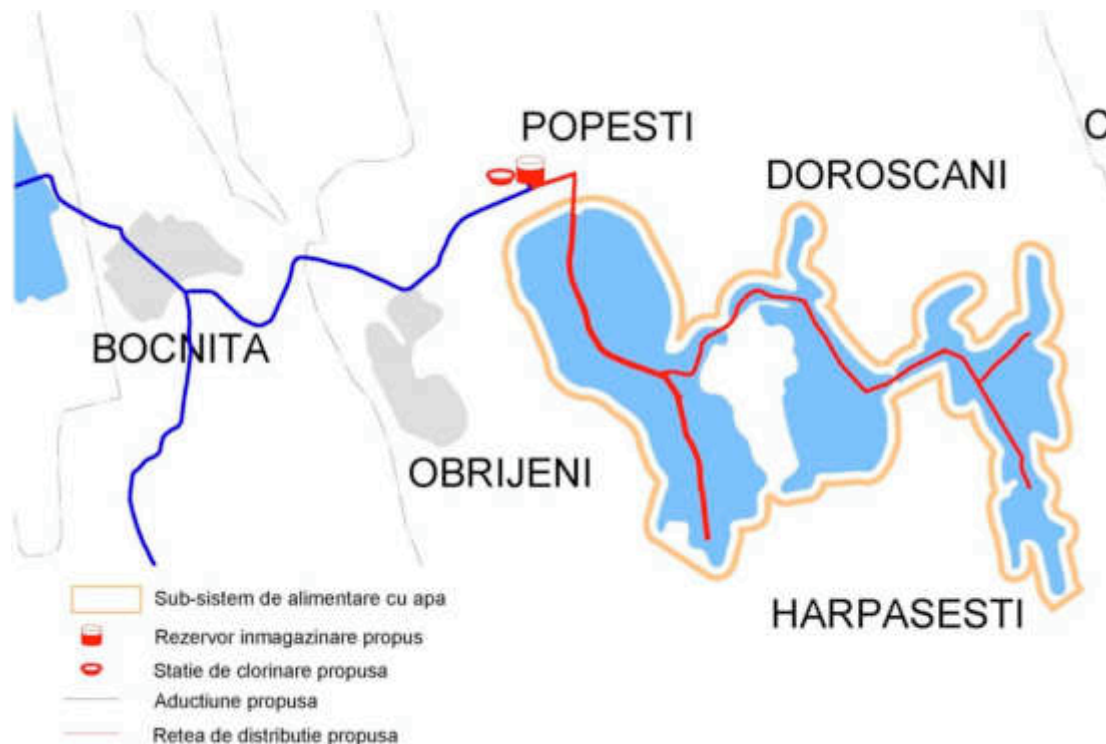 POPESTI
C
DOROSCANI
BOCNITA
OBRIJENI
HARPASESTI
Sub-sistem de alimentare cu apa
Rezervor inmagazinare propus
Statie de clorinare propusa
Aductiune propusa
Retea de distributie propusa